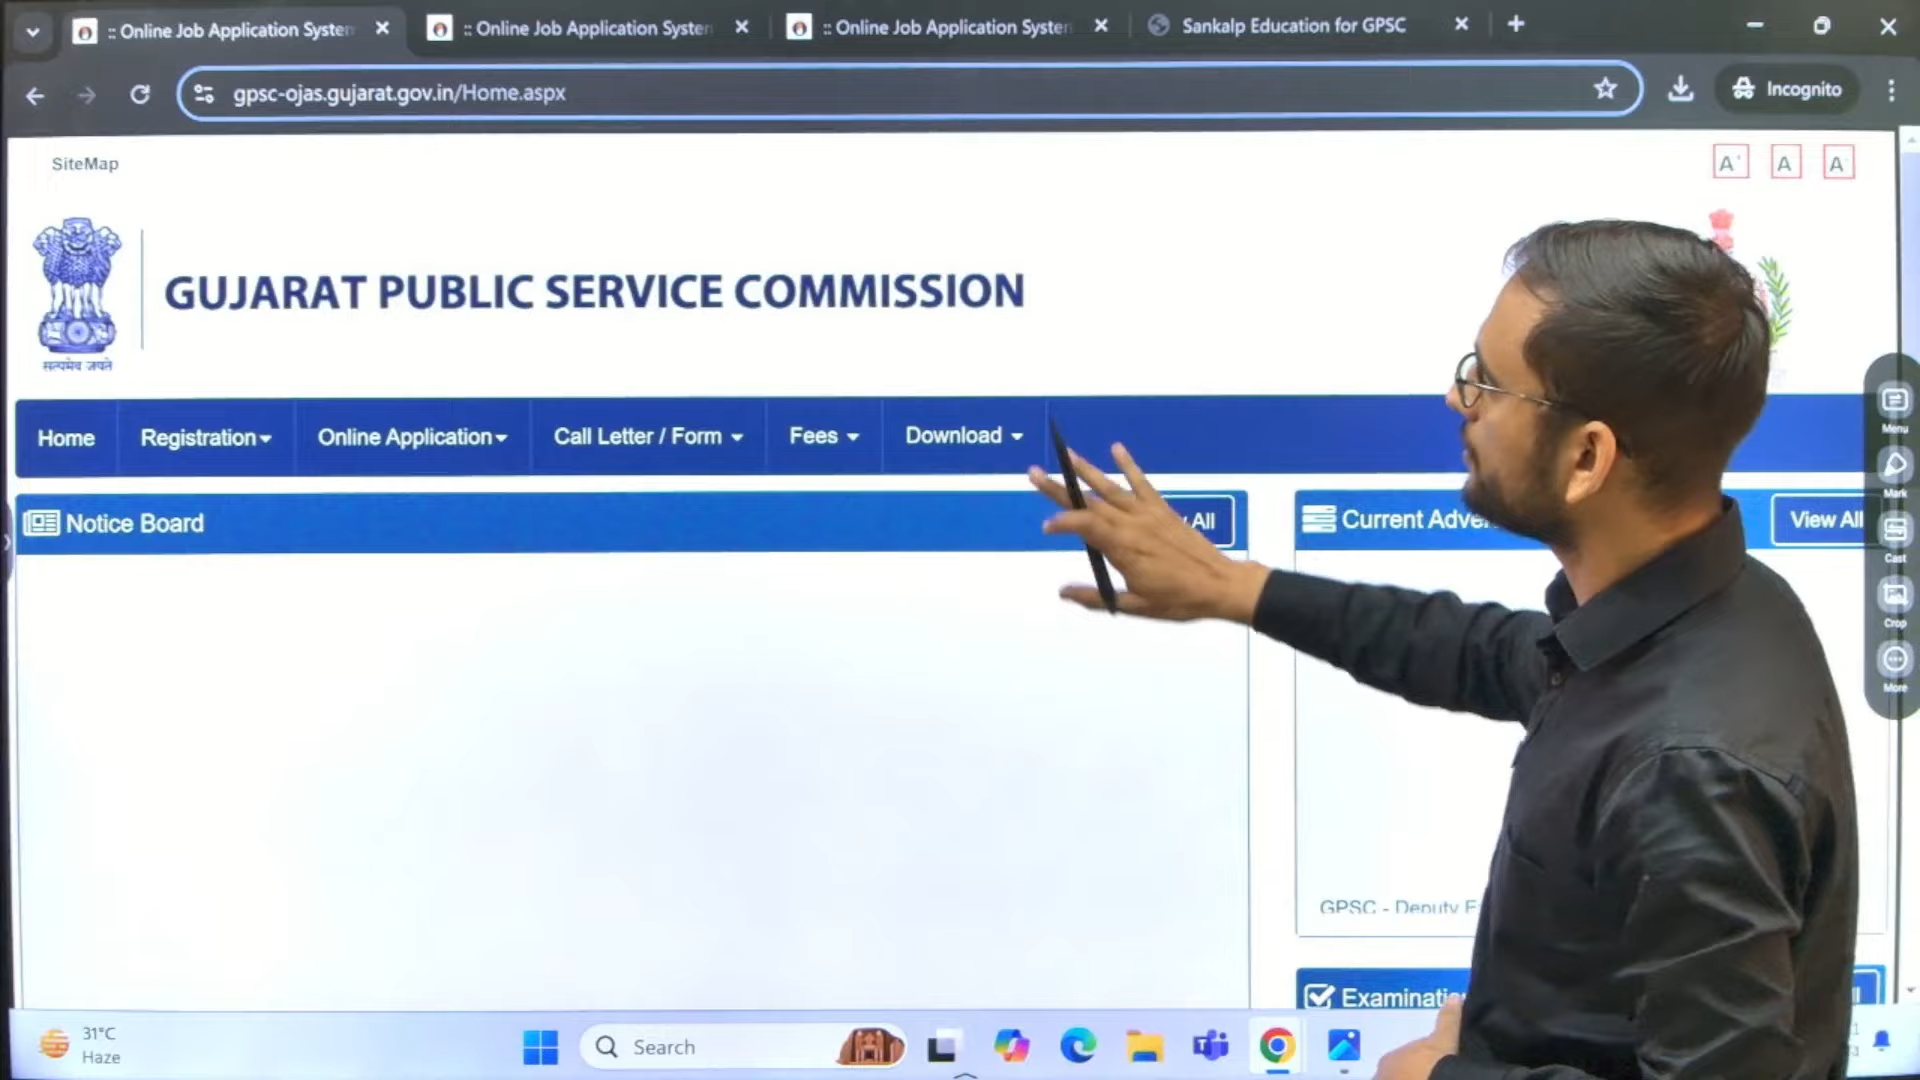 :: Online Job Application System
:: Online Job Application System
:: Online Job Application System
Sankalp Education for GPSC
gpsc-ojas.gujarat.gov.in/Home.aspx
Incognito
SiteMap
A+
A
A
सत्यमेव जयते
GUJARAT PUBLIC SERVICE COMMISSION
Home
Registration
Online Application
Call Letter / Form
Fees
Download
Notice Board
All
Current
View All
Menu
Mark
Cast
Crop
More
GPSC - Deputy
31°C
Haze
Search